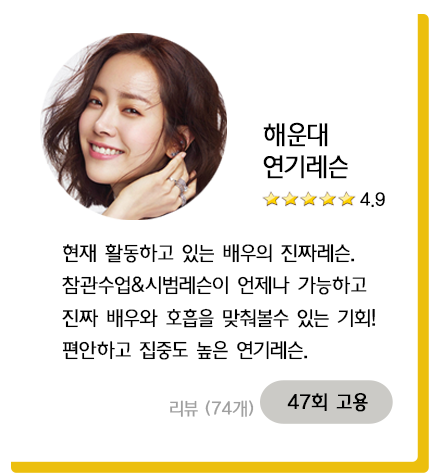 해운대
연기레슨
4.9
현재 활동하고 있는 배우의 진짜레슨.
참관수업&시범레슨이 언제나 가능하고
진짜 배우와 호흡을 맞춰볼수 있는 기회!
편안하고 집중도 높은 연기레슨.
리뷰 (74개) 47회 고용